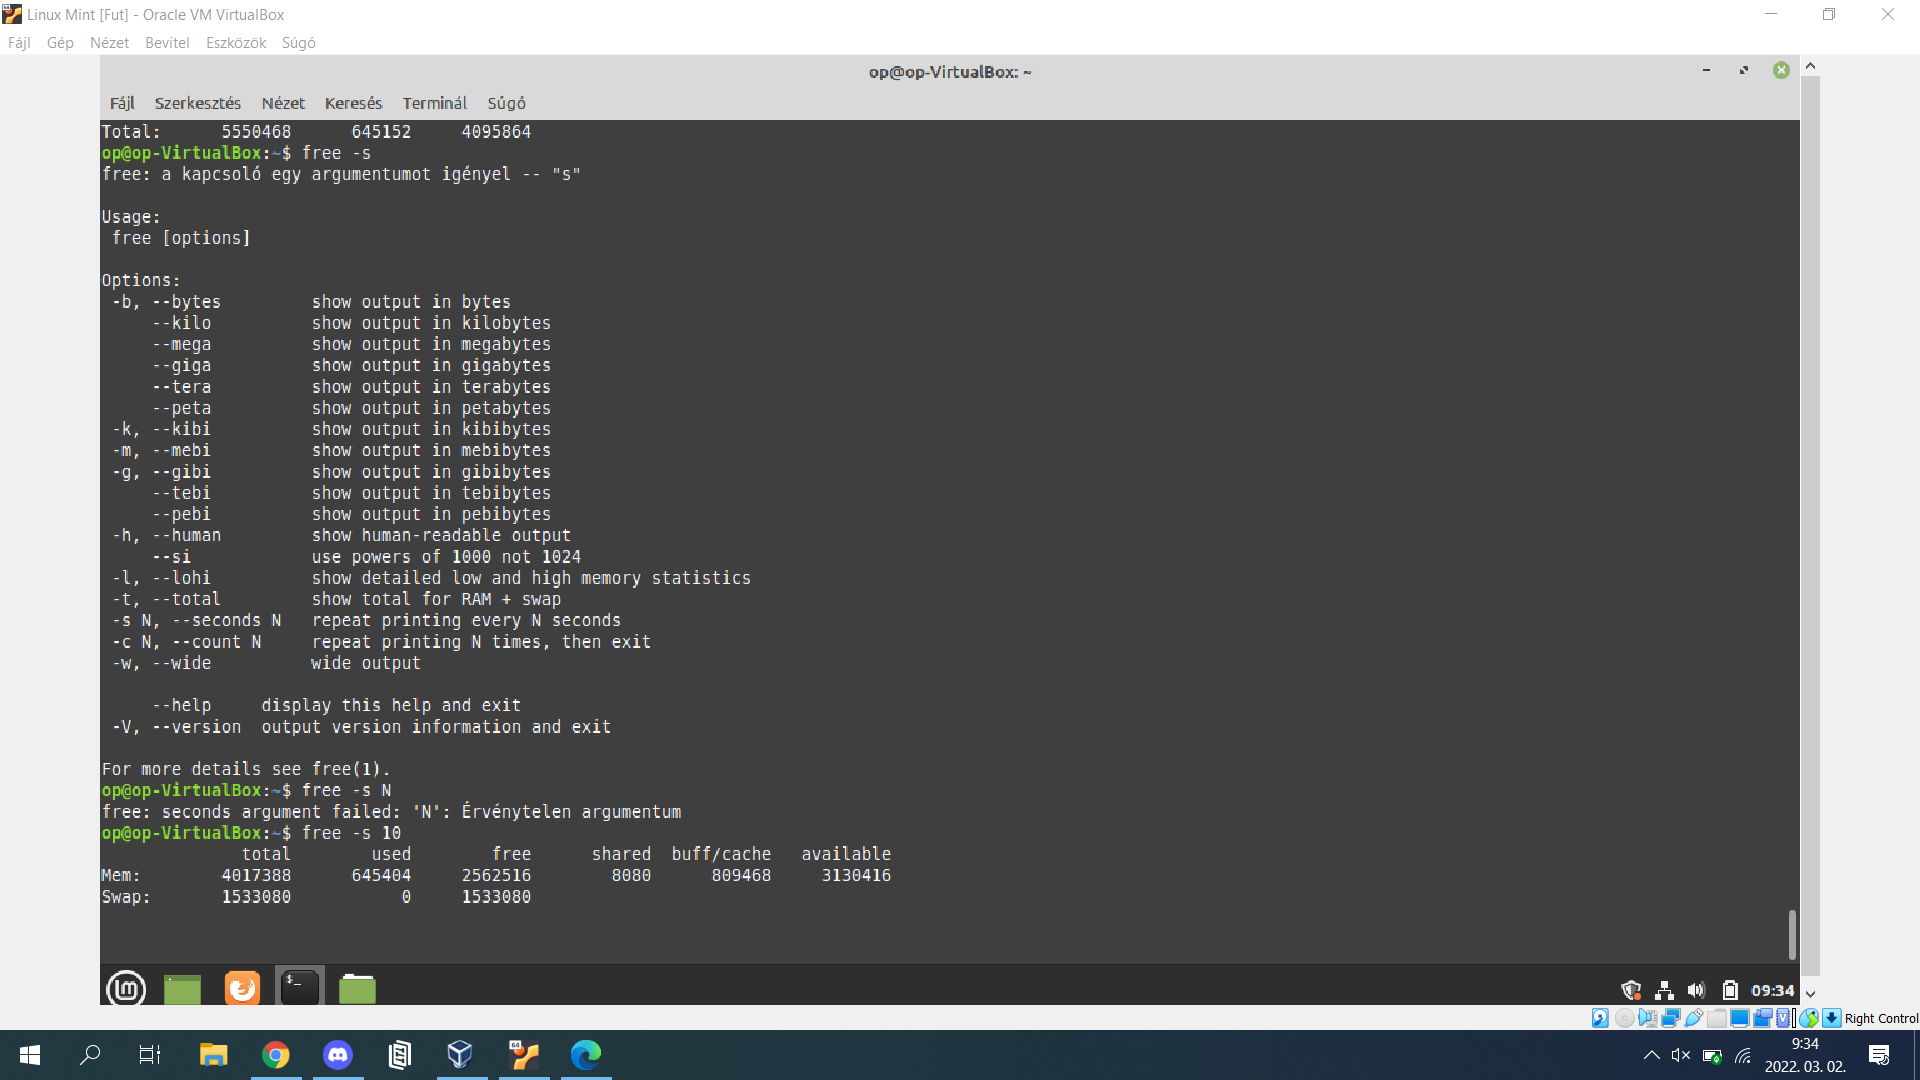 Linux Mint [Fut] - Oracle VM VirtualBox
Fájl Gép Nézet Bevitel Eszközök Súgó
op@op-VirtualBox: ~
Fájl Szerkesztés Nézet Keresés Terminál Súgó
Total:      5550468      645152     4095864
op@op-VirtualBox:~$ free -s
free: a kapcsoló egy argumentumot igényel -- "s"

Usage:
 free [options]

Options:
 -b, --bytes         show output in bytes
     --kilo          show output in kilobytes
     --mega          show output in megabytes
     --giga          show output in gigabytes
     --tera          show output in terabytes
     --peta          show output in petabytes
 -k, --kibi          show output in kibibytes
 -m, --mebi          show output in mebibytes
 -g, --gibi          show output in gibibytes
     --tebi          show output in tebibytes
     --pebi          show output in pebibytes
 -h, --human         show human-readable output
     --si            use powers of 1000 not 1024
 -l, --lohi          show detailed low and high memory statistics
 -t, --total         show total for RAM + swap
 -s N, --seconds N   repeat printing every N seconds
 -c N, --count N     repeat printing N times, then exit
 -w, --wide          wide output

     --help     display this help and exit
 -V, --version  output version information and exit

For more details see free(1).
op@op-VirtualBox:~$ free -s N
free: seconds argument failed: 'N': Érvénytelen argumentum
op@op-VirtualBox:~$ free -s 10
              total        used        free      shared  buff/cache   available
Mem:        4017388      645404     2562516        8080      809468     3130416
Swap:       1533080           0     1533080
$_
09:34
Right Control
64
9:34
2022. 03. 02.